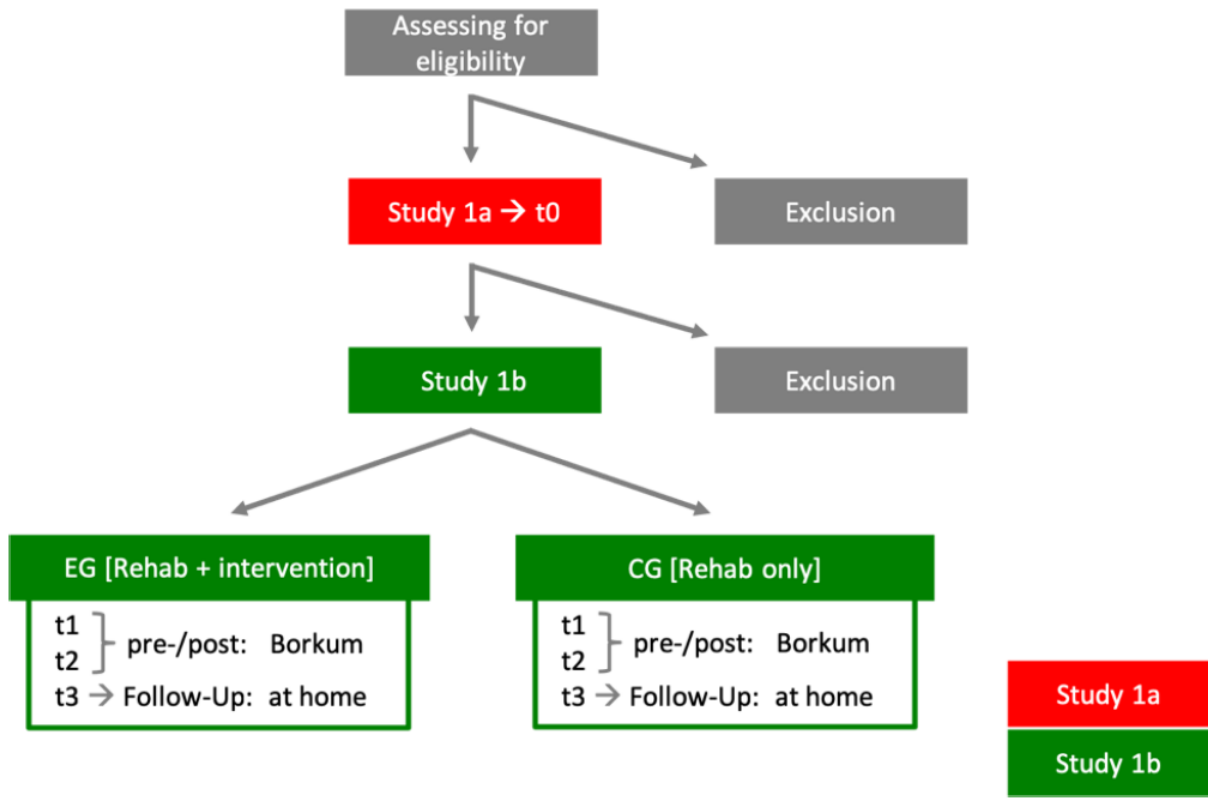 Assessing for
eligibility
Study 1a → t0
Exclusion
Study 1b
Exclusion
EG [Rehab + intervention]
t1
t2
pre-/post: Borkum
t3 → Follow-Up: at home
CG [Rehab only]
t1
t2
pre-/post: Borkum
t3 → Follow-Up: at home
Study 1a
Study 1b